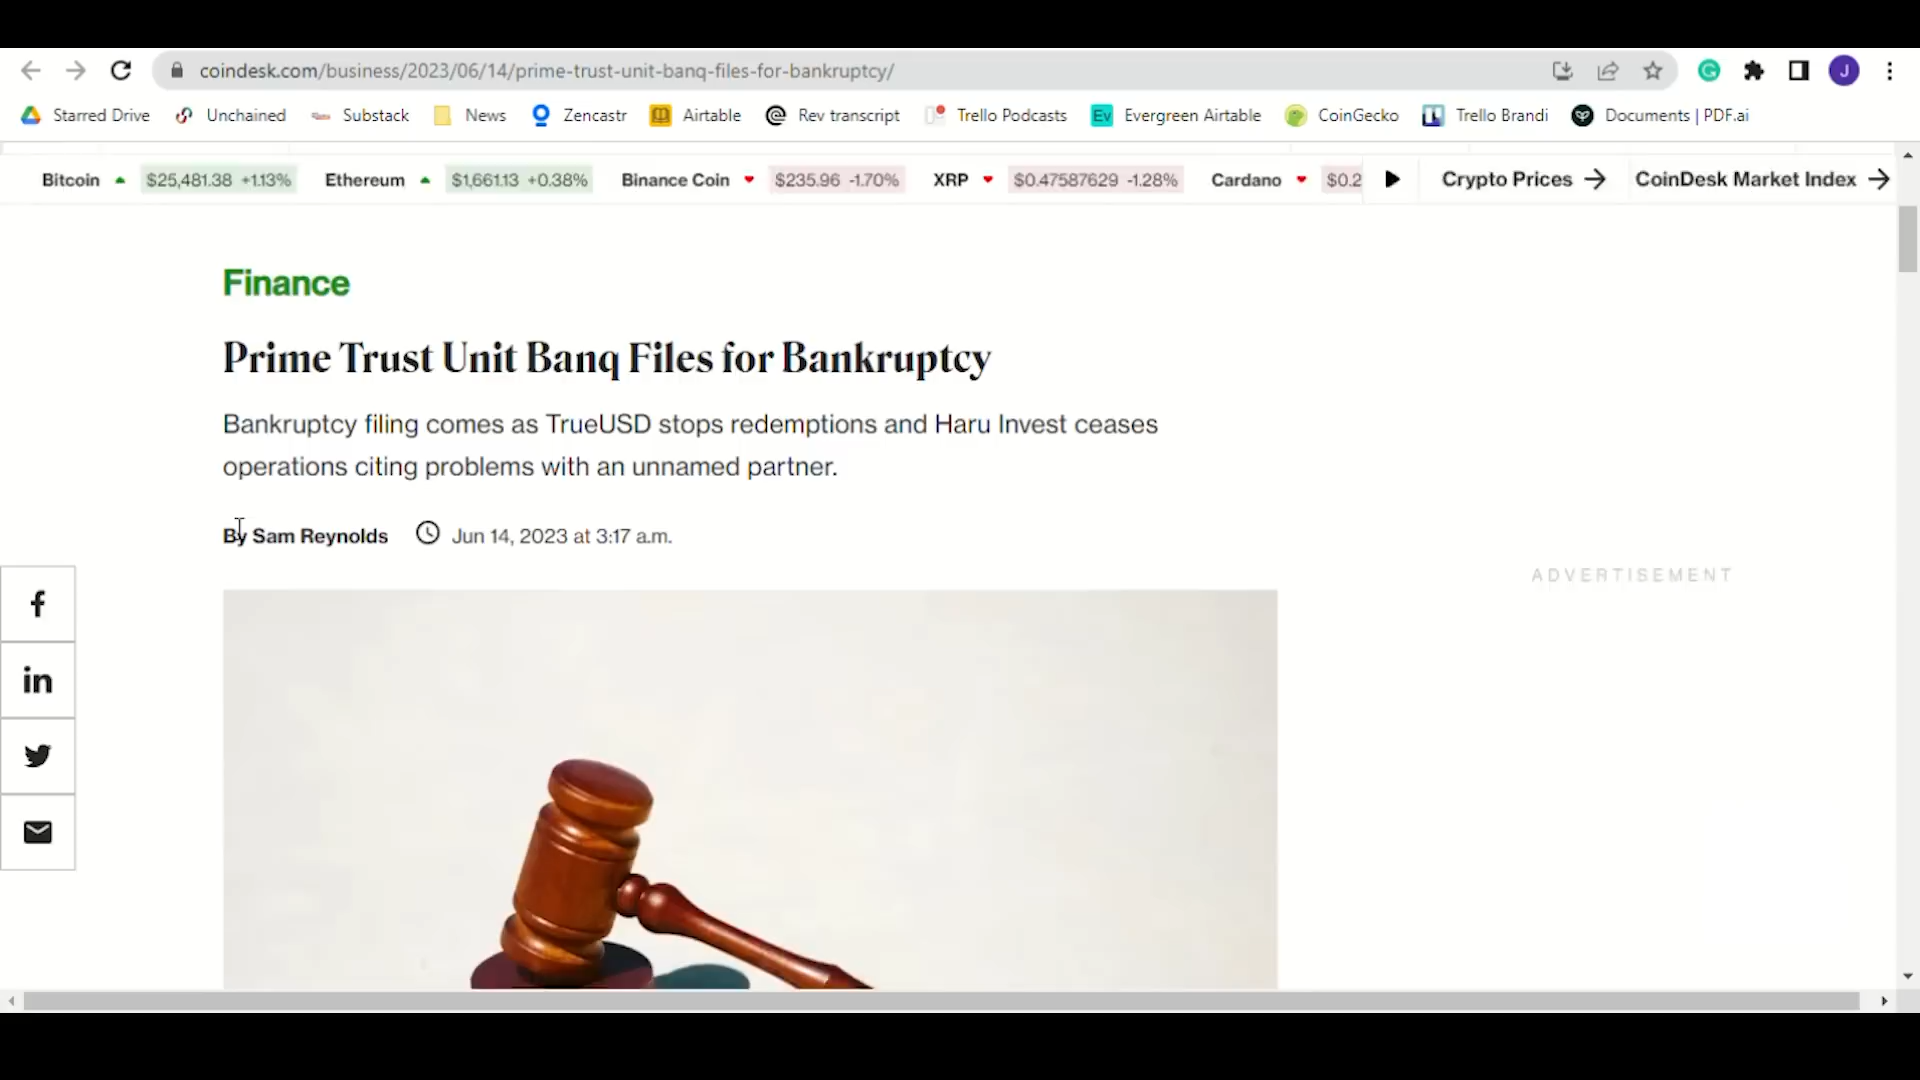 coindesk.com/business/2023/06/14/prime-trust-unit-banq-files-for-bankruptcy/
J
Starred Drive Unchained Substack News Zencastr Airtable Rev transcript Trello Podcasts Ev Evergreen Airtable CoinGecko Trello Brandi Documents | PDF.ai
Bitcoin $25,481.38 +1.13% Ethereum $1,661.13 +0.38% Binance Coin $235.96 -1.70% XRP $0.47587629 -1.28% Cardano $0.2 Crypto Prices → CoinDesk Market Index →
Finance
Prime Trust Unit Banq Files for Bankruptcy
Bankruptcy filing comes as TrueUSD stops redemptions and Haru Invest ceases
operations citing problems with an unnamed partner.
By Sam Reynolds Jun 14, 2023 at 3:17 a.m.
ADVERTISEMENT
f
in